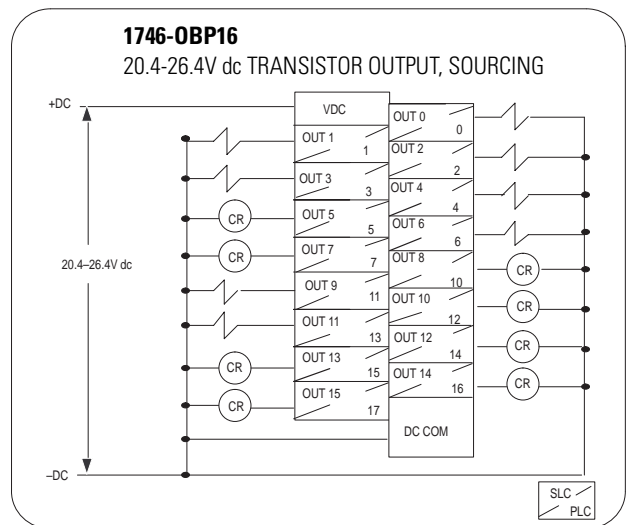 1746-OBP16
20.4-26.4V dc TRANSISTOR OUTPUT, SOURCING
+DC
VDC
OUT 0
0
OUT 1
1
OUT 2
2
OUT 3
3
OUT 4
4
CR
OUT 5
5
OUT 6
6
20.4–26.4V dc
CR
OUT 7
7
OUT 8
10
CR
OUT 9
11
OUT 10
12
CR
OUT 11
13
OUT 12
14
CR
CR
OUT 13
15
OUT 14
16
CR
CR
OUT 15
17
DC COM
–DC
SLC
PLC